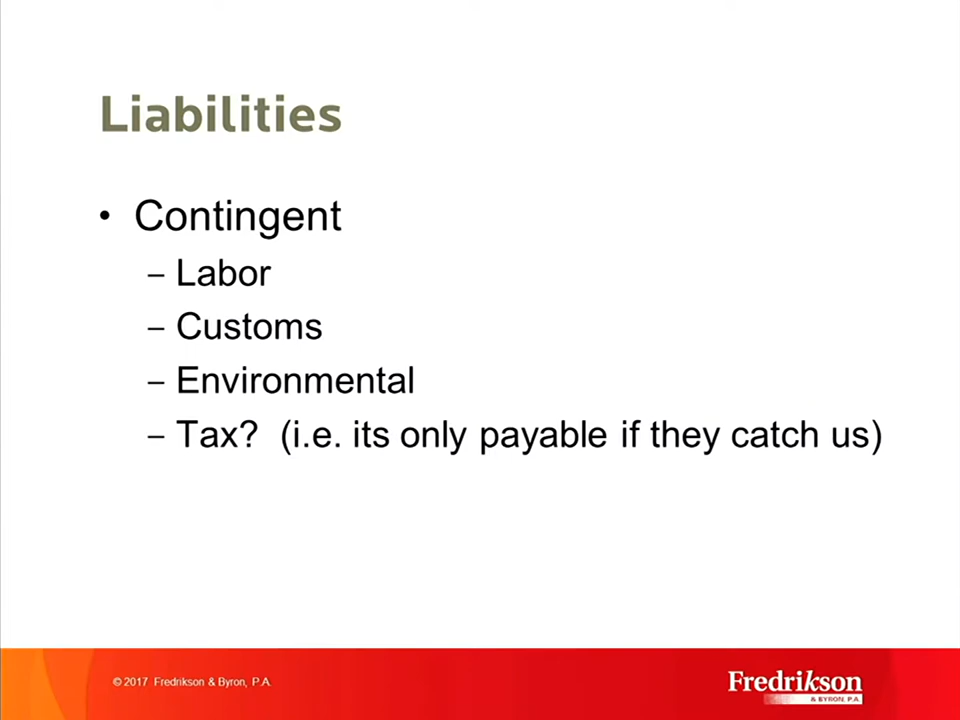 Liabilities
• Contingent
– Labor
– Customs
– Environmental
– Tax? (i.e. its only payable if they catch us)
© 2017 Fredrikson & Byron, P.A.
Fredrikson
& BYRON, P.A.